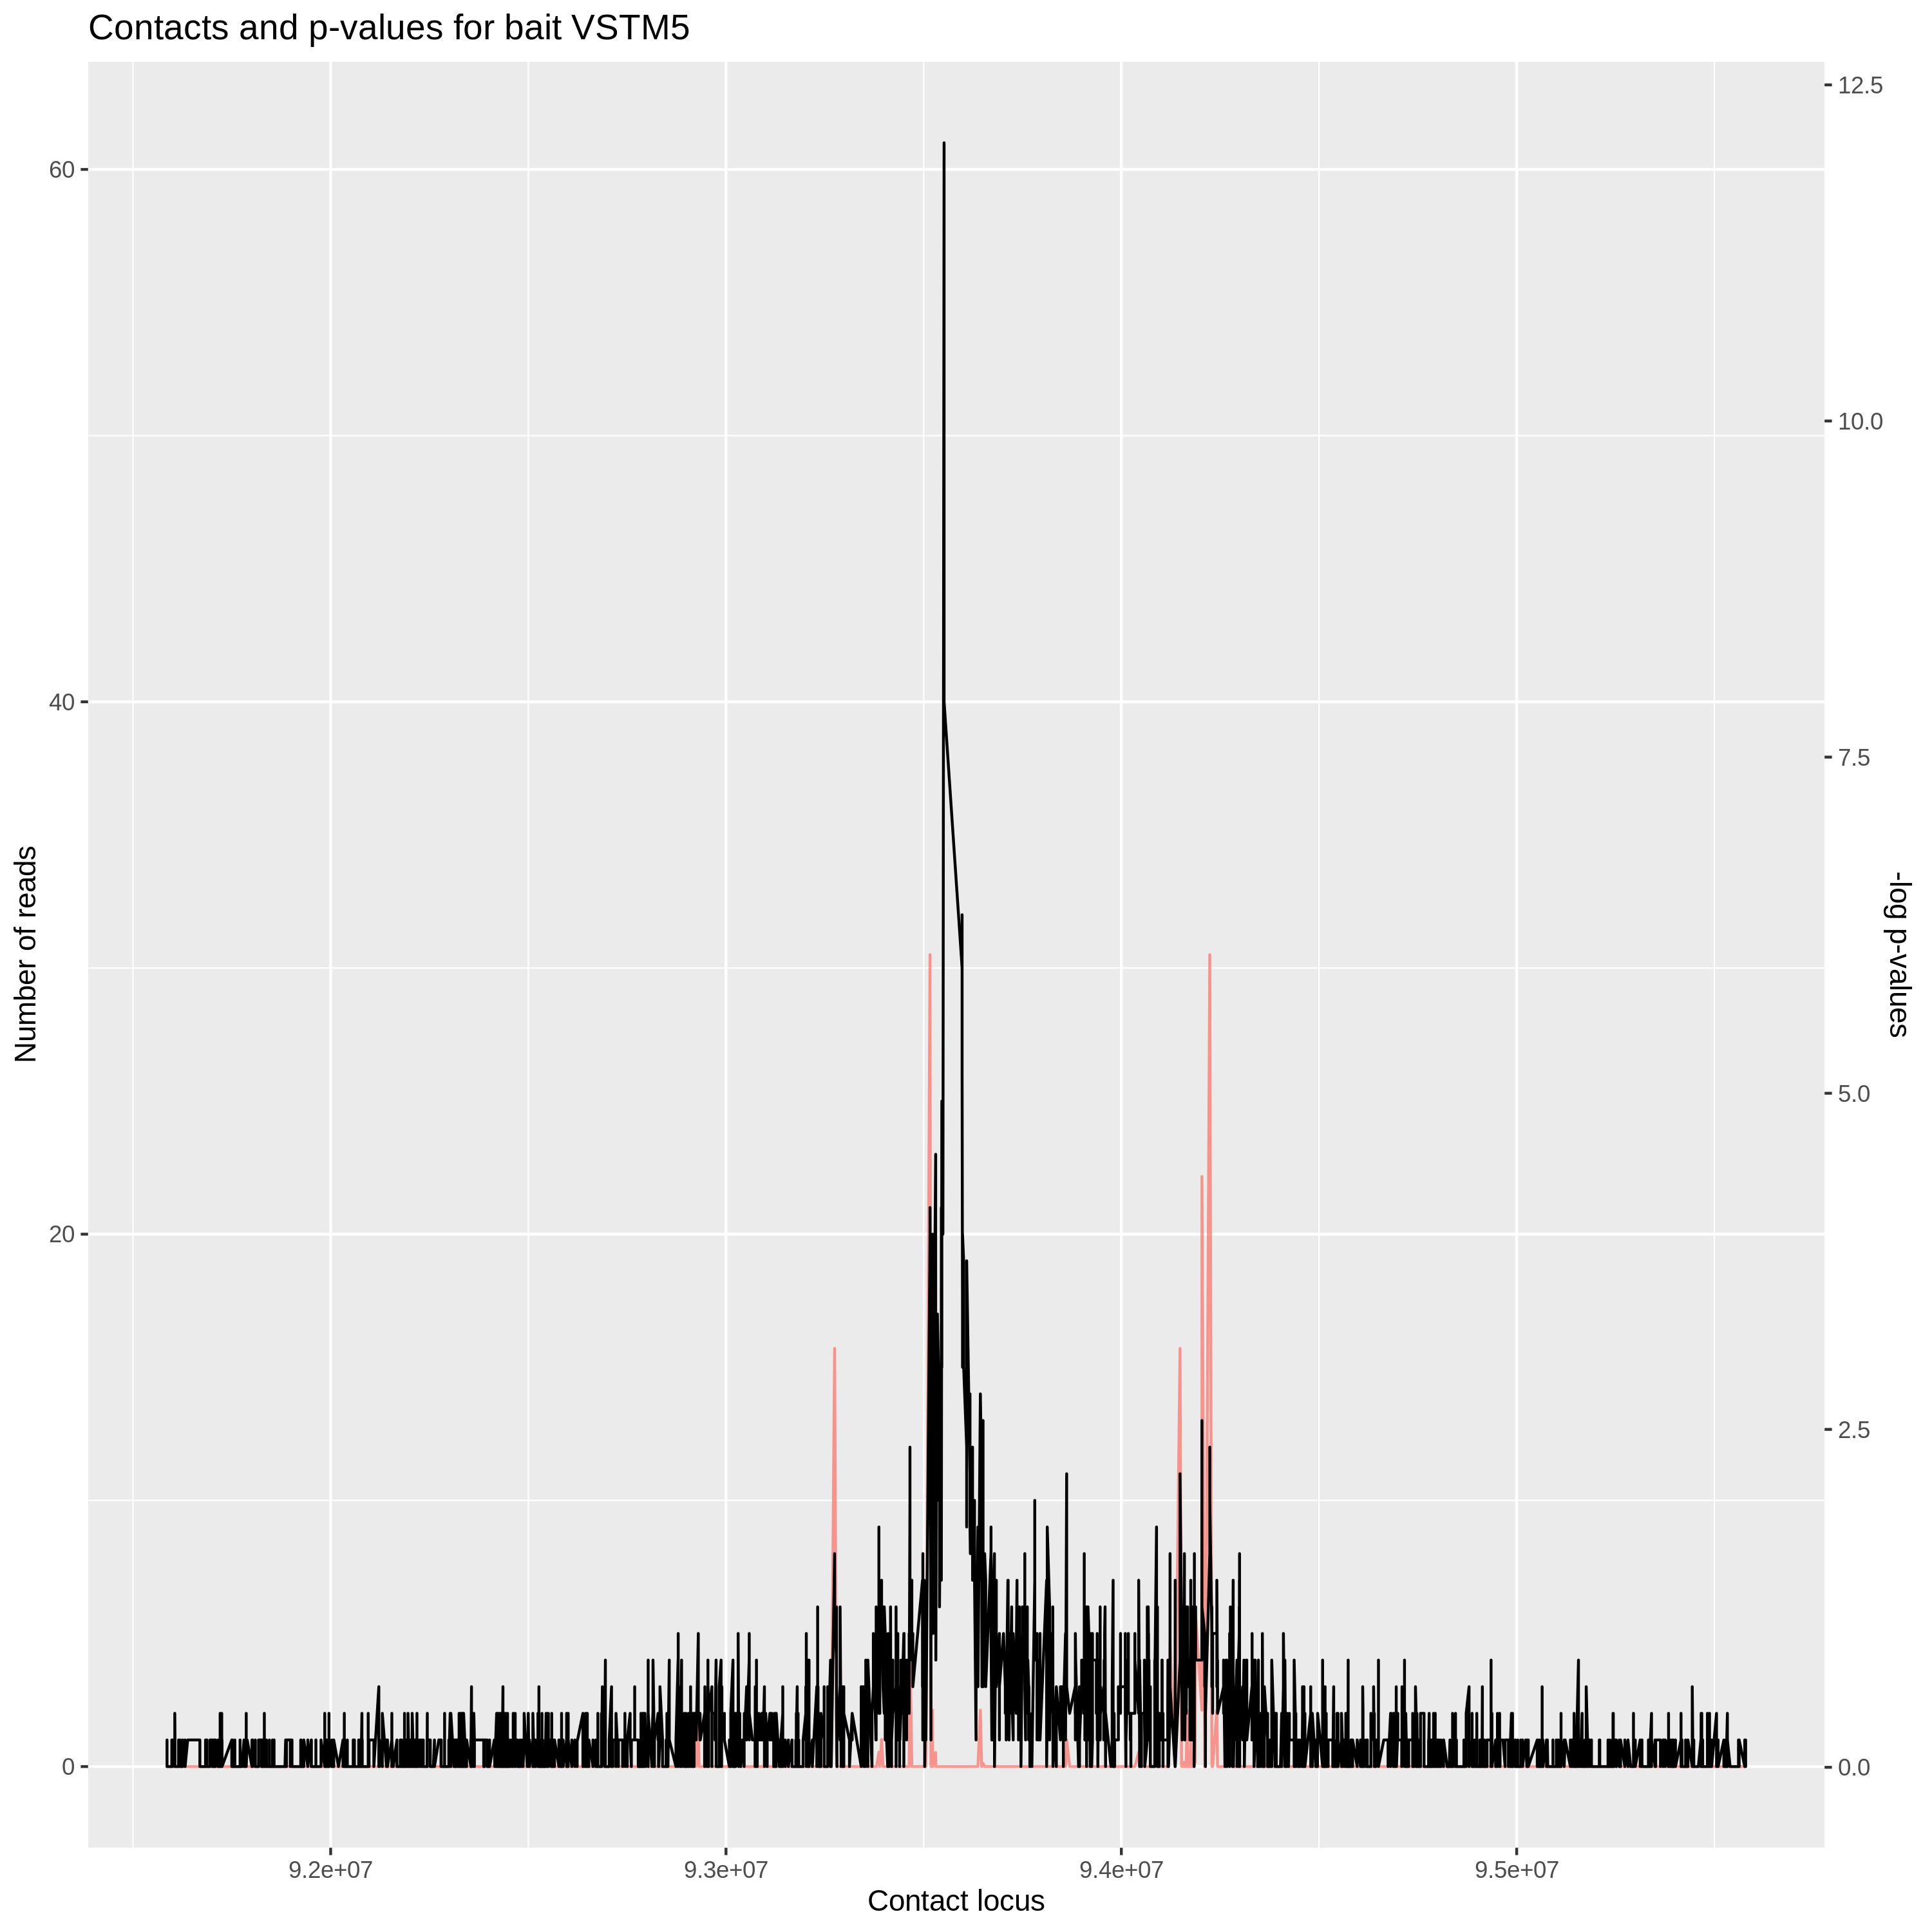 Contacts and p-values for bait VSTM5
Number of reads
60
40
20
0
12.5
10.0
7.5
5.0
2.5
0.0
-log p-values
9.2e+07
9.3e+07
9.4e+07
9.5e+07
Contact locus